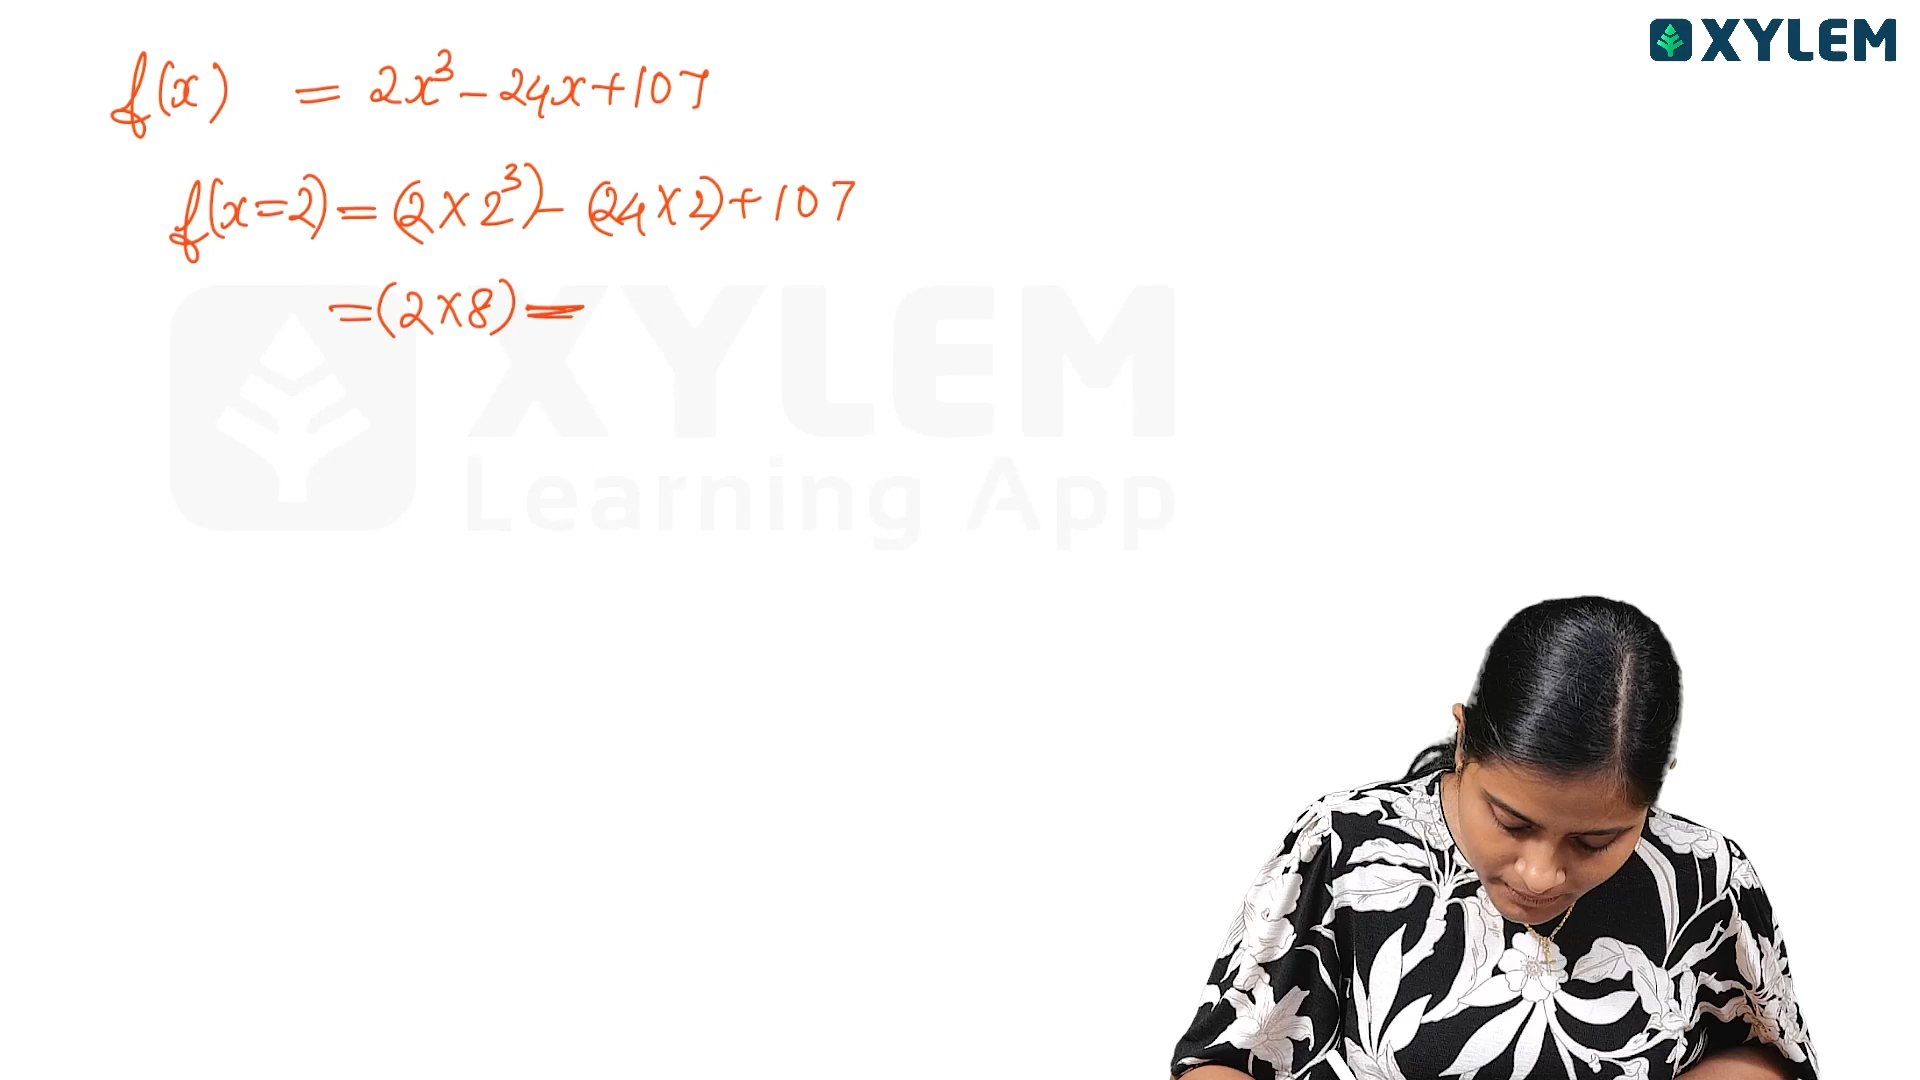 XYLEM
f(x) = 2x³ - 24x + 107
f(x=2) = (2 × 2³) - (24 × 2) + 107
= (2 × 8) -
XYLEM
Learning App